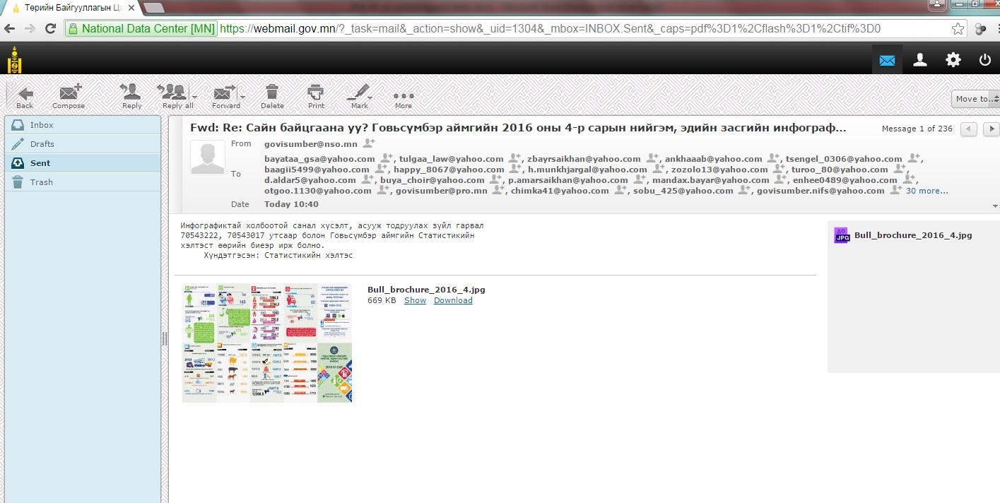 Төрийн Байгууллагын Ца
National Data Center [MN] https://webmail.gov.mn/?_task=mail&_action=show&_uid=1304&_mbox=INBOX.Sent&_caps=pdf%3D1%2Cflash%3D1%2Ctif%3D0
Back Compose Reply Reply all Forward Delete Print Mark More Move to...
Inbox
Drafts
Sent
Trash
Fwd: Re: Сайн байцгаана уу? Говьсүмбэр аймгийн 2016 оны 4-р сарын нийгэм, эдийн засгийн инфограф... Message 1 of 236
From govisumber@nso.mn
To
bayataa_gsa@yahoo.com , tulgaa_law@yahoo.com , zbayrsaikhan@yahoo.com , ankhaaab@yahoo.com , tsengel_0306@yahoo.com ,
baagii5499@yahoo.com , happy_8067@yahoo.com , h.munkhjargal@yahoo.com , zozolo13@yahoo.com , turoo_80@yahoo.com ,
d.aldar5@yahoo.com , buya_choir@yahoo.com , p.amarsaikhan@yahoo.com , mandax.bayar@yahoo.com , enhee0489@yahoo.com ,
otgoo.1130@yahoo.com , govisumber@pro.mn , chimka41@yahoo.com , sobu_425@yahoo.com , govisumber.nifs@yahoo.com 30 more...
Date Today 10:40
Инфографиктай холбоотой санал хүсэлт, асууж тодруулах зүйл гарвал
70543222, 70543017 утсаар болон Говьсүмбэр аймгийн Статистикийн
хэлтэст өөрийн биеэр ирж болно.
Хүндэтгэсэн: Статистикийн хэлтэс
JPG Bull_brochure_2016_4.jpg
Bull_brochure_2016_4.jpg
669 KB Show Download